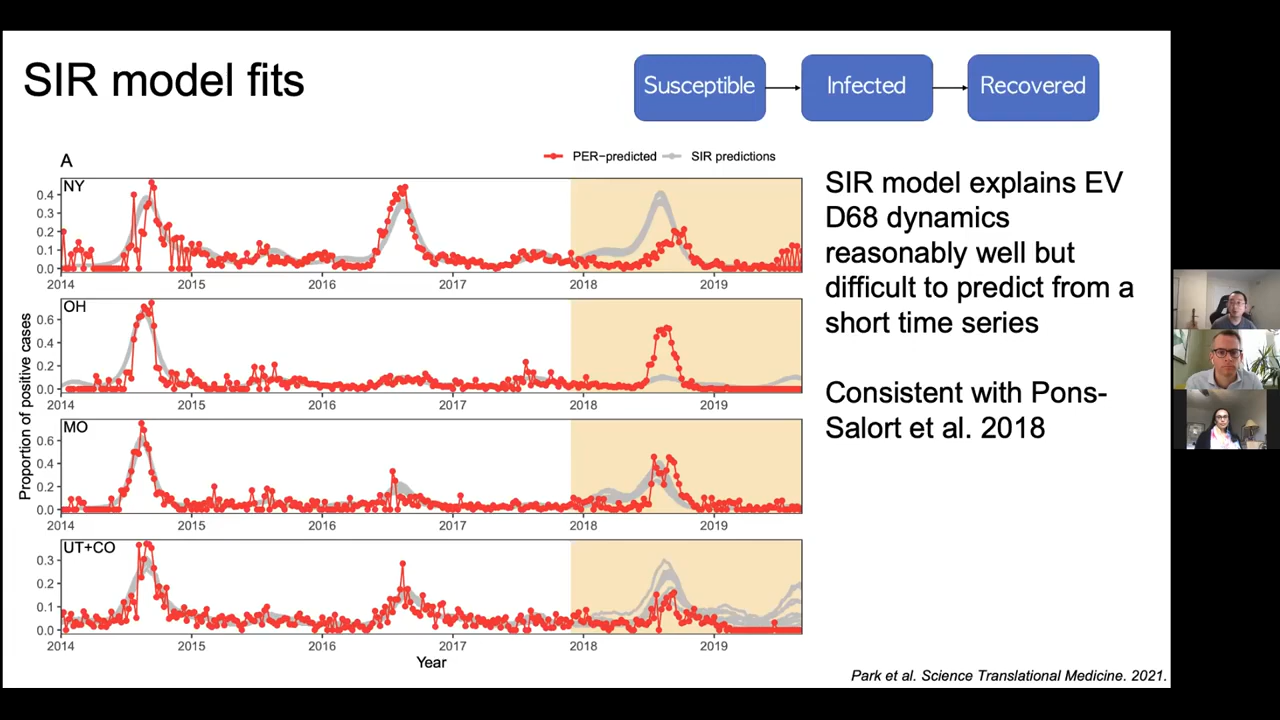 SIR model fits
Susceptible
Infected
Recovered
A
PER−predicted
SIR predictions
Proportion of positive cases
NY
0.4
0.3
0.2
0.1
0.0
2014 2015 2016 2017 2018 2019
OH
0.6
0.4
0.2
0.0
2014 2015 2016 2017 2018 2019
MO
0.6
0.4
0.2
0.0
2014 2015 2016 2017 2018 2019
UT+CO
0.3
0.2
0.1
0.0
2014 2015 2016 2017 2018 2019
Year
SIR model explains EV
D68 dynamics
reasonably well but
difficult to predict from a
short time series
Consistent with Pons-
Salort et al. 2018
Park et al. Science Translational Medicine. 2021.